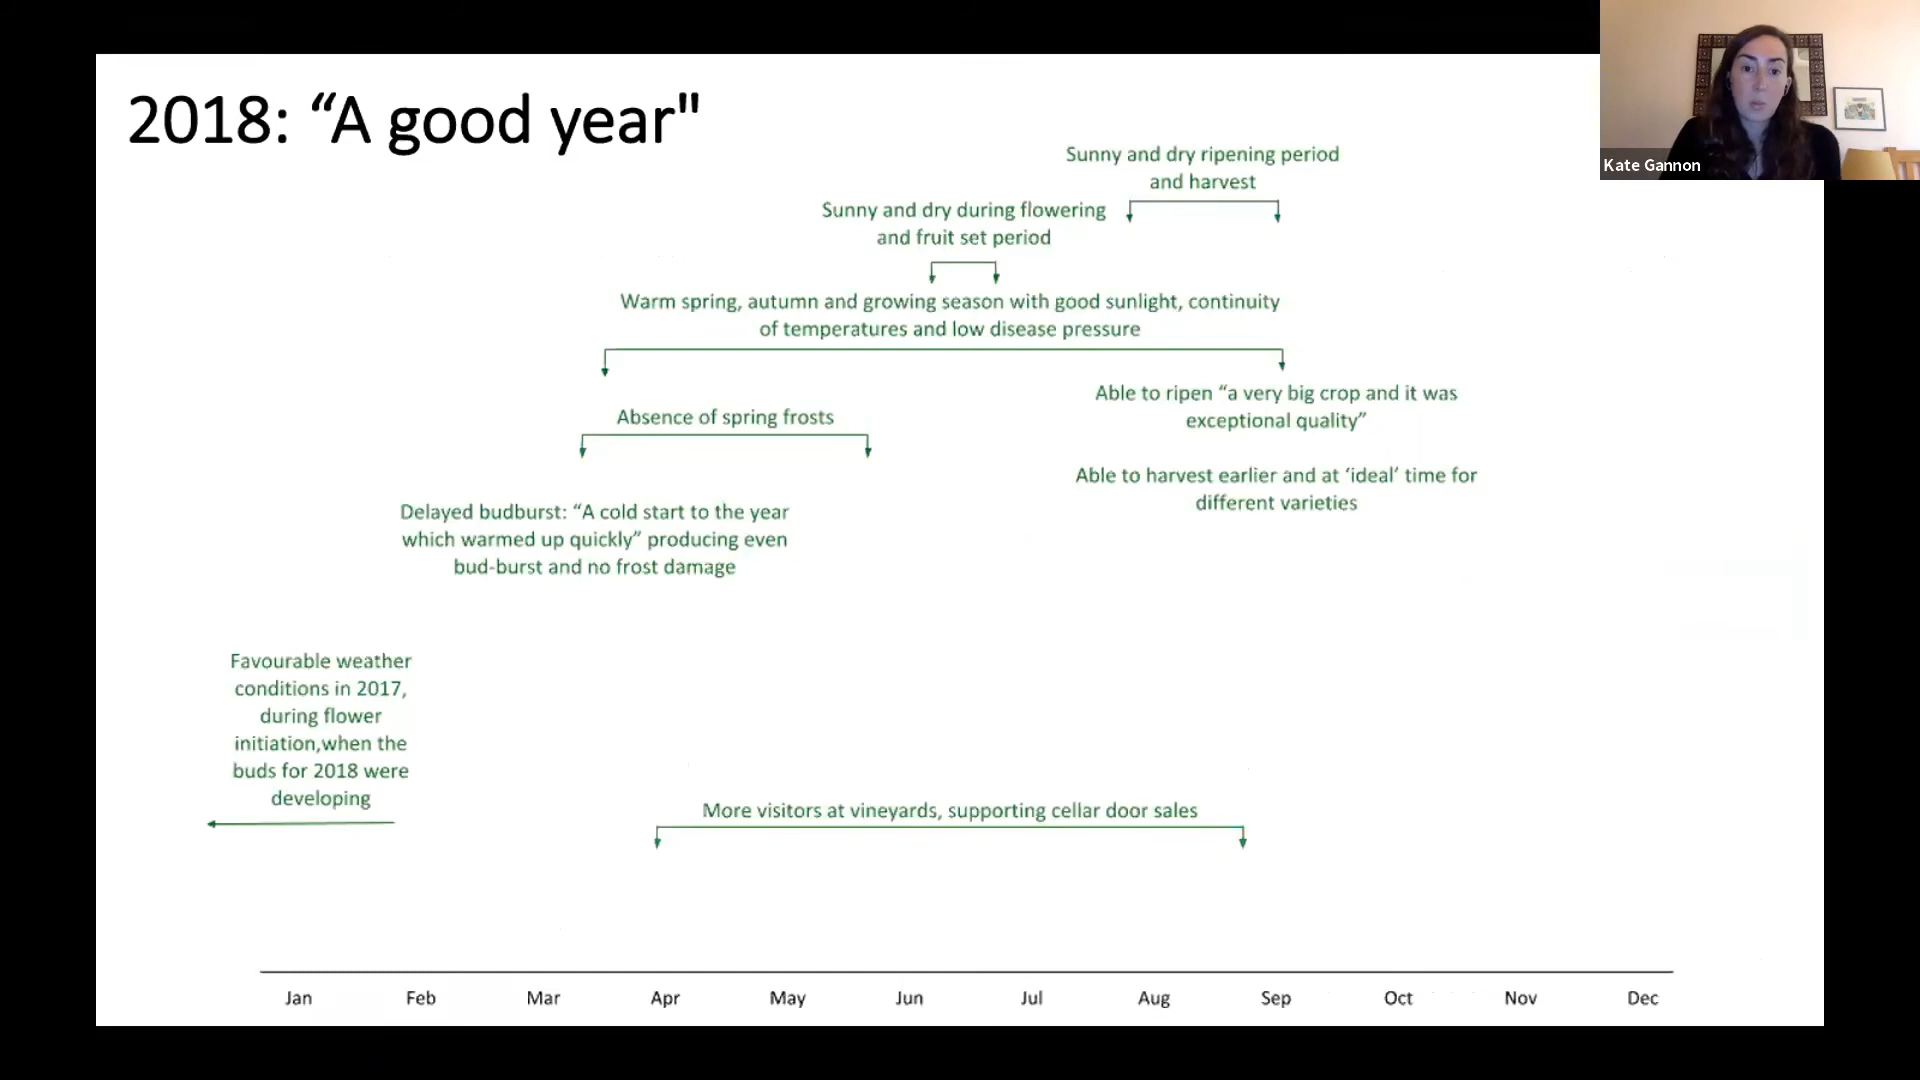 2018: “A good year"
Kate Gannon
Sunny and dry ripening period
and harvest
Sunny and dry during flowering
and fruit set period
Warm spring, autumn and growing season with good sunlight, continuity
of temperatures and low disease pressure
Able to ripen “a very big crop and it was
exceptional quality”
Absence of spring frosts
Able to harvest earlier and at ‘ideal’ time for
different varieties
Delayed budburst: “A cold start to the year
which warmed up quickly” producing even
bud-burst and no frost damage
Favourable weather
conditions in 2017,
during flower
initiation,when the
buds for 2018 were
developing
More visitors at vineyards, supporting cellar door sales
Jan Feb Mar Apr May Jun Jul Aug Sep Oct Nov Dec